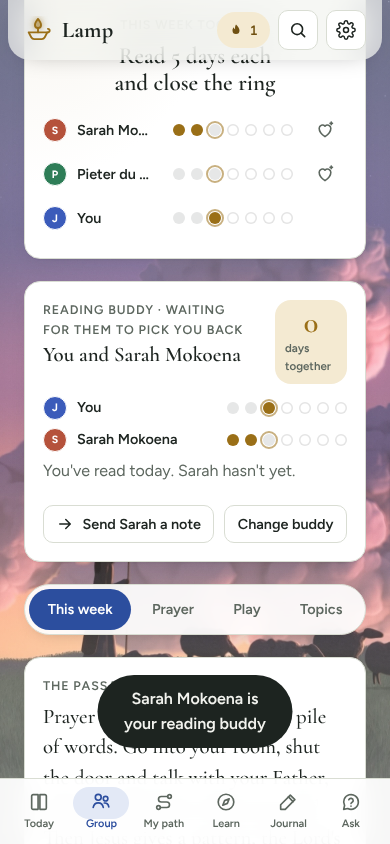 Lamp
1
THIS WEEK TO
Read 5 days each
and close the ring
S Sarah Mo...
P Pieter du ...
J You
READING BUDDY · WAITING
FOR THEM TO PICK YOU BACK
You and Sarah Mokoena
0
days
together
J You
S Sarah Mokoena
You've read today. Sarah hasn't yet.
→ Send Sarah a note
Change buddy
This week
Prayer
Play
Topics
THE PASS
Prayer pile
of words. Go into your room, shut
the door and talk with your Father
Sarah Mokoena is
your reading buddy
Today
Group
My path
Learn
Journal
Ask